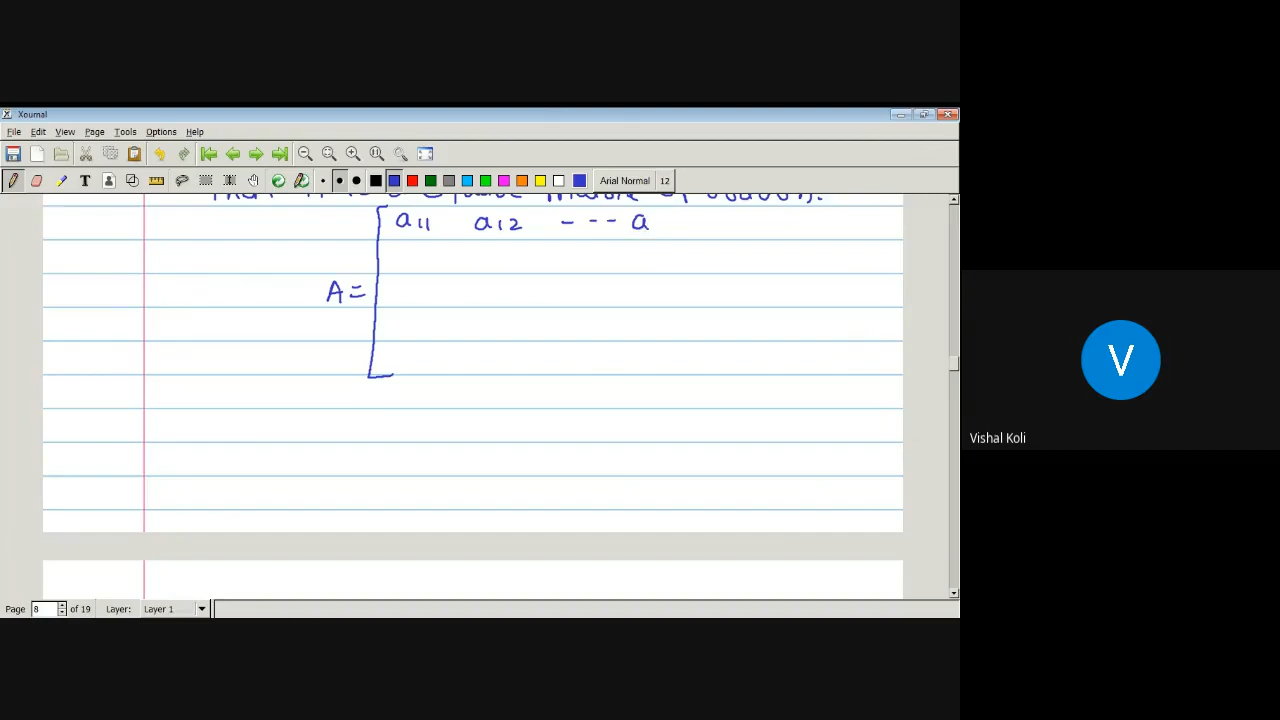 Xournal
File Edit View Page Tools Options Help
T Arial Normal 12
a11 a12 - - - - a
A =
V
Vishal Koli
Page 8 of 19 Layer: Layer 1